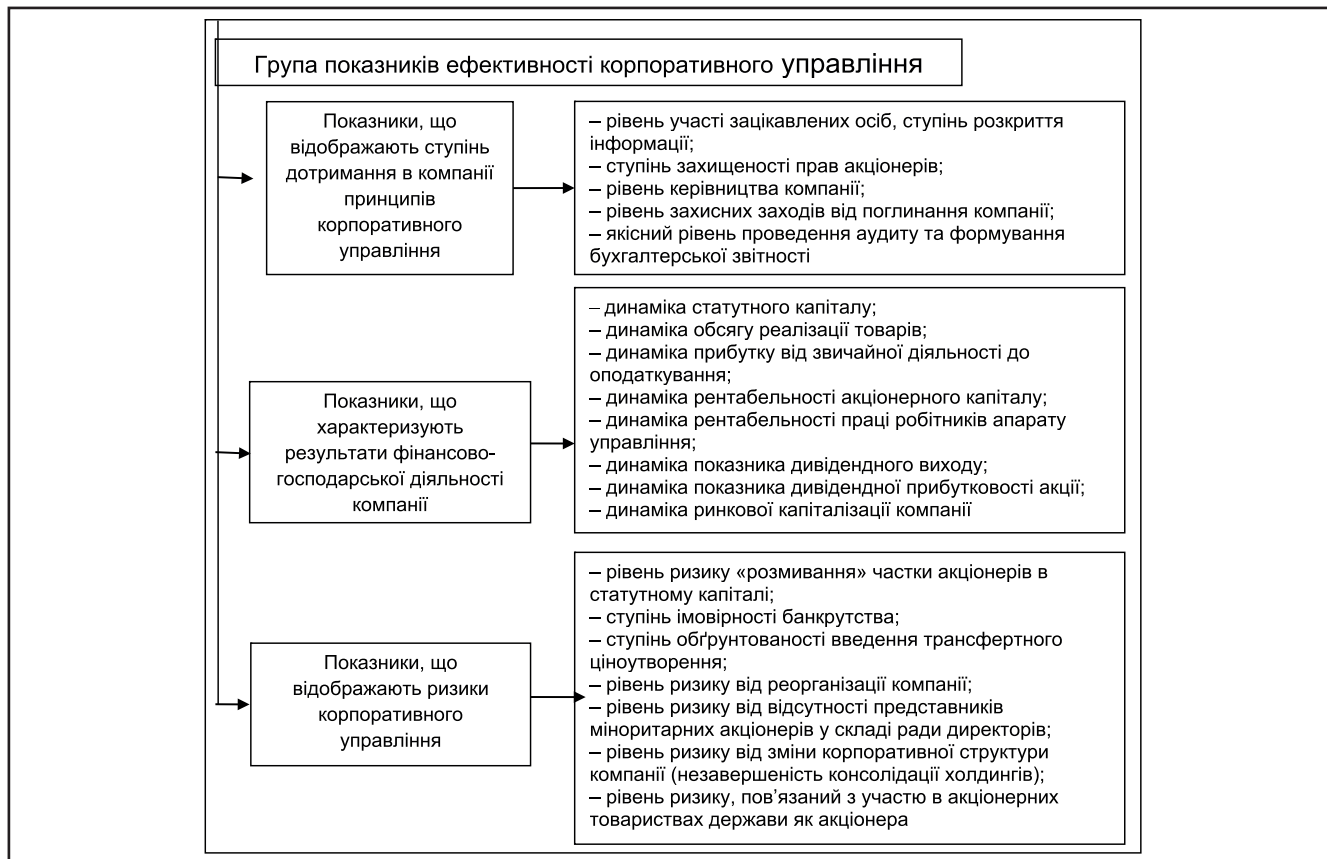 Група показників ефективності корпоративного управління
Показники, що
відображають ступінь
дотримання в компанії
принципів
корпоративного
управління
– рівень участі зацікавлених осіб, ступінь розкриття
інформації;
– ступінь захищеності прав акціонерів;
– рівень керівництва компанії;
– рівень захисних заходів від поглинання компанії;
– якісний рівень проведення аудиту та формування
бухгалтерської звітності
Показники, що
характеризують
результати фінансово-
господарської діяльності
компанії
– динаміка статутного капіталу;
– динаміка обсягу реалізації товарів;
– динаміка прибутку від звичайної діяльності до
оподаткування;
– динаміка рентабельності акціонерного капіталу;
– динаміка рентабельності праці робітників апарату
управління;
– динаміка показника дивідендного виходу;
– динаміка показника дивідендної прибутковості акції;
– динаміка ринкової капіталізації компанії
Показники, що
відображають ризики
корпоративного
управління
– рівень ризику «розмивання» частки акціонерів в
статутному капіталі;
– ступінь імовірності банкрутства;
– ступінь обґрунтованості введення трансфертного
ціноутворення;
– рівень ризику від реорганізації компанії;
– рівень ризику від відсутності представників
міноритарних акціонерів у складі ради директорів;
– рівень ризику від зміни корпоративної структури
компанії (незавершеність консолідації холдингів);
– рівень ризику, пов’язаний з участю в акціонерних
товариствах держави як акціонера